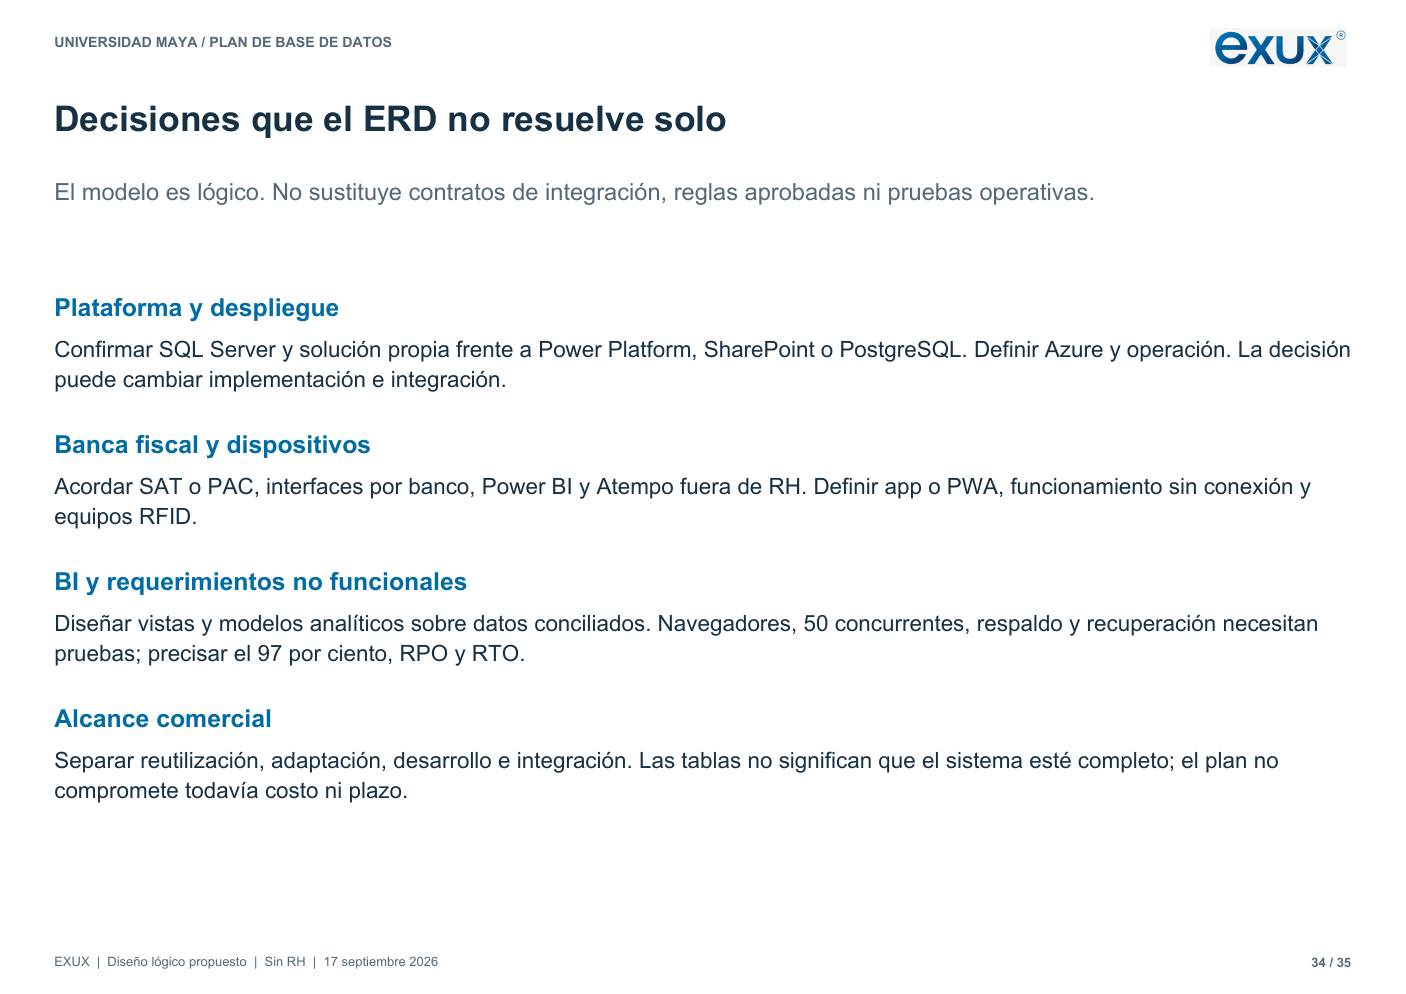 UNIVERSIDAD MAYA / PLAN DE BASE DE DATOS
exux®
Decisiones que el ERD no resuelve solo
El modelo es lógico. No sustituye contratos de integración, reglas aprobadas ni pruebas operativas.
Plataforma y despliegue
Confirmar SQL Server y solución propia frente a Power Platform, SharePoint o PostgreSQL. Definir Azure y operación. La decisión
puede cambiar implementación e integración.
Banca fiscal y dispositivos
Acordar SAT o PAC, interfaces por banco, Power BI y Atempo fuera de RH. Definir app o PWA, funcionamiento sin conexión y
equipos RFID.
BI y requerimientos no funcionales
Diseñar vistas y modelos analíticos sobre datos conciliados. Navegadores, 50 concurrentes, respaldo y recuperación necesitan
pruebas; precisar el 97 por ciento, RPO y RTO.
Alcance comercial
Separar reutilización, adaptación, desarrollo e integración. Las tablas no significan que el sistema esté completo; el plan no
compromete todavía costo ni plazo.
EXUX | Diseño lógico propuesto | Sin RH | 17 septiembre 2026
34 / 35